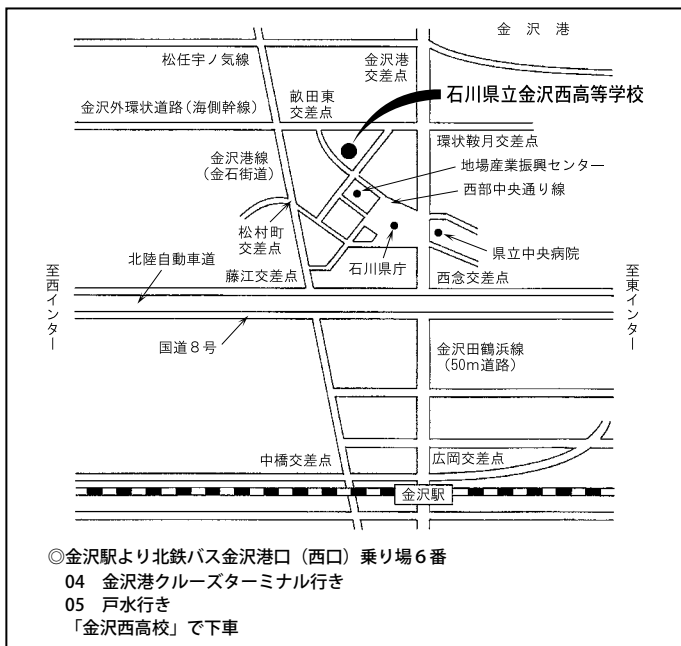 金沢港
松任宇ノ気線
金沢港
交差点
畝田東
交差点
石川県立金沢西高等学校
金沢外環状道路（海側幹線）
環状鞍月交差点
金沢港線
（金石街道）
地場産業振興センター
西部中央通り線
松村町
交差点
県立中央病院
北陸自動車道
石川県庁
藤江交差点
西念交差点
至西インター
至東インター
国道８号
金沢田鶴浜線
（50m道路）
中橋交差点
広岡交差点
金沢駅
◎金沢駅より北鉄バス金沢港口（西口）乗り場６番
04　金沢港クルーズターミナル行き
05　戸水行き
「金沢西高校」で下車